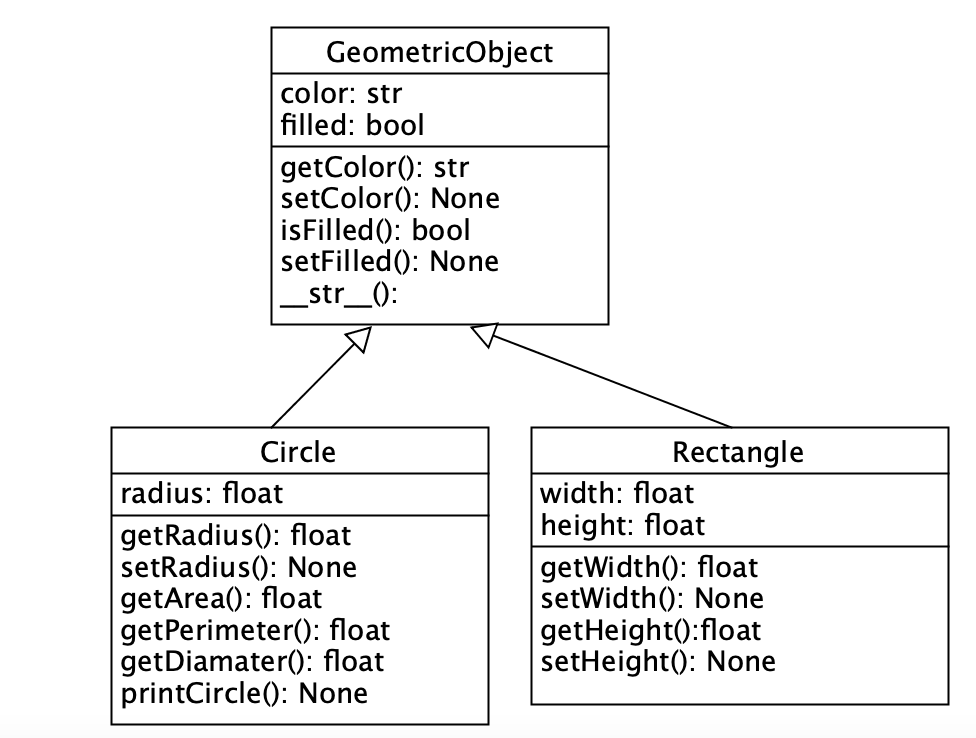 GeometricObject
color: str
filled: bool
getColor(): str
setColor(): None
isFilled(): bool
setFilled(): None
__str__():
Circle
radius: float
getRadius(): float
setRadius(): None
getArea(): float
getPerimeter(): float
getDiamater(): float
printCircle(): None
Rectangle
width: float
height: float
getWidth(): float
setWidth(): None
getHeight():float
setHeight(): None